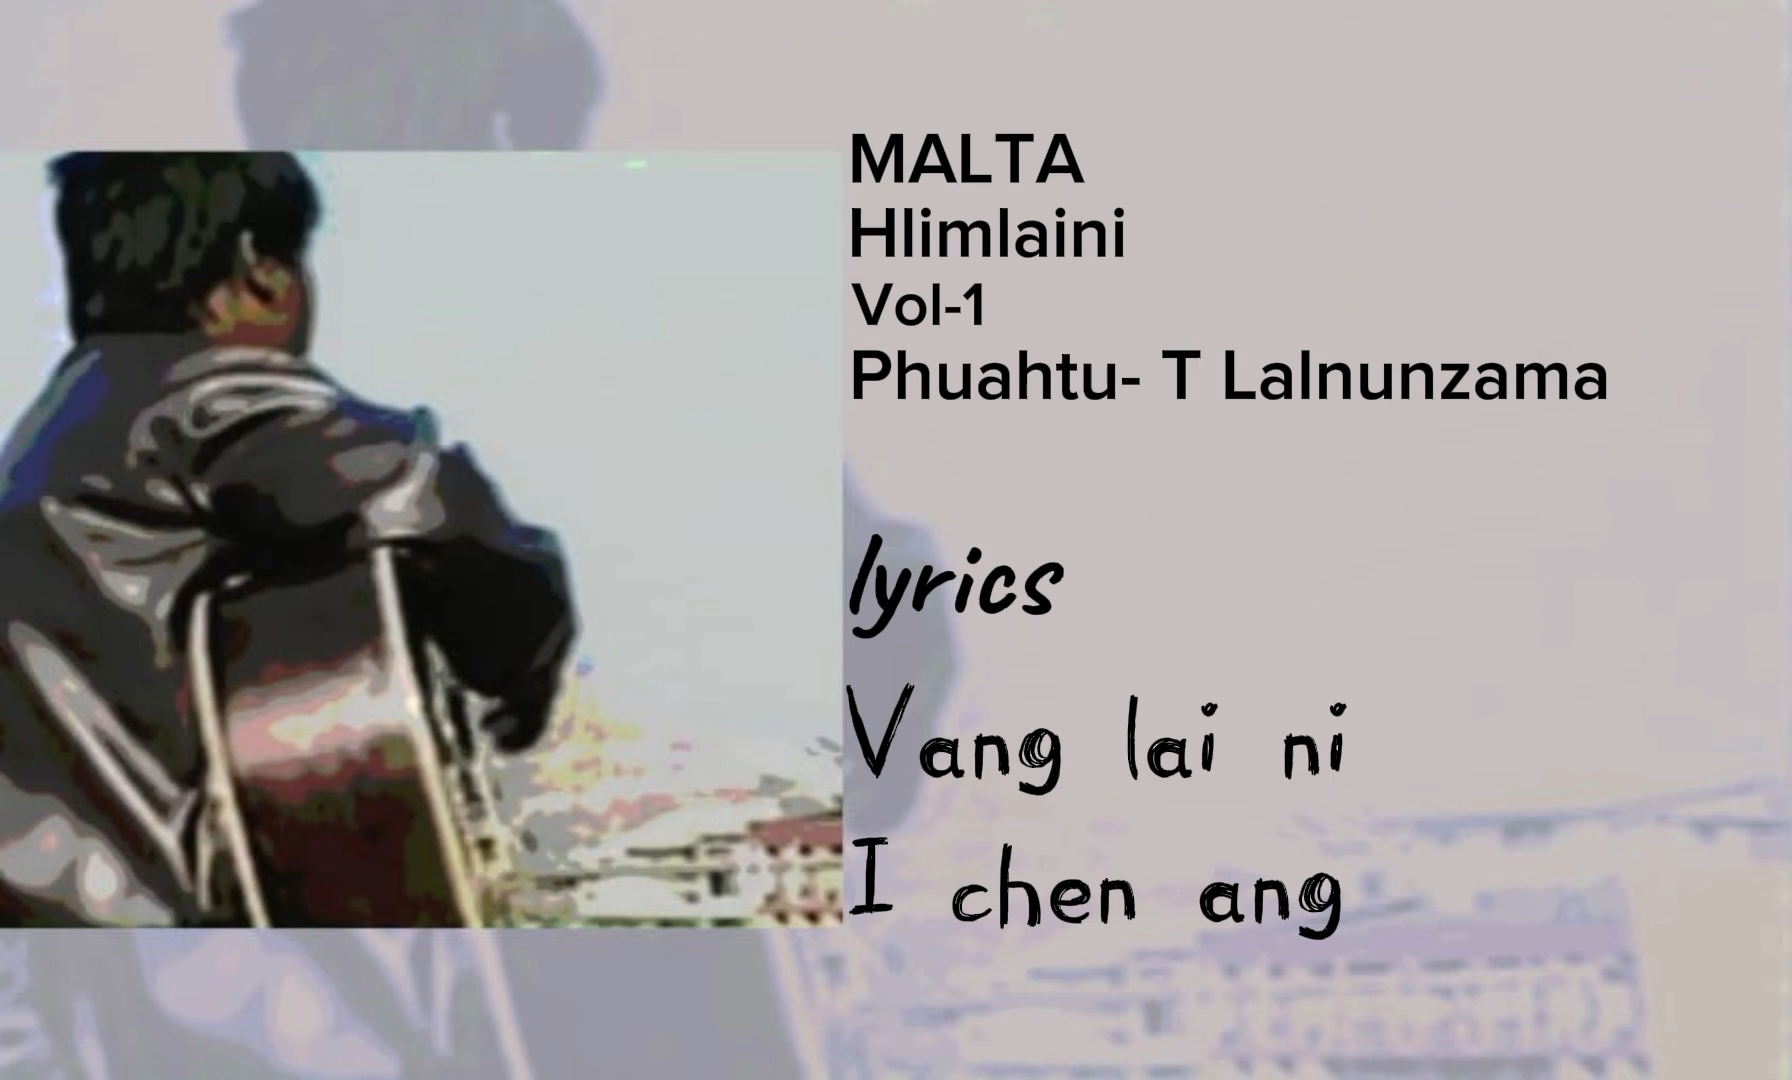 MALTA
Hlimlaini
Vol-1
Phuahtu- T Lalnunzama
lyrics
Vang lai ni
I chen ang